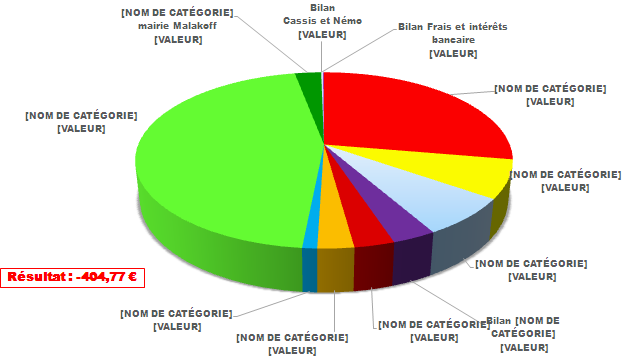 [NOM DE CATÉGORIE]
mairie Malakoff
[VALEUR]
Bilan
Cassis et Némo
[VALEUR]
Bilan Frais et intérêts
bancaire
[VALEUR]
[NOM DE CATÉGORIE]
[VALEUR]
[NOM DE CATÉGORIE]
[VALEUR]
[NOM DE CATÉGORIE]
[VALEUR]
[NOM DE CATÉGORIE]
[VALEUR]
Résultat : -404,77 €
[NOM DE CATÉGORIE]
[VALEUR]
[NOM DE CATÉGORIE]
[VALEUR]
[NOM DE CATÉGORIE]
[VALEUR]
Bilan [NOM DE
CATÉGORIE]
[VALEUR]